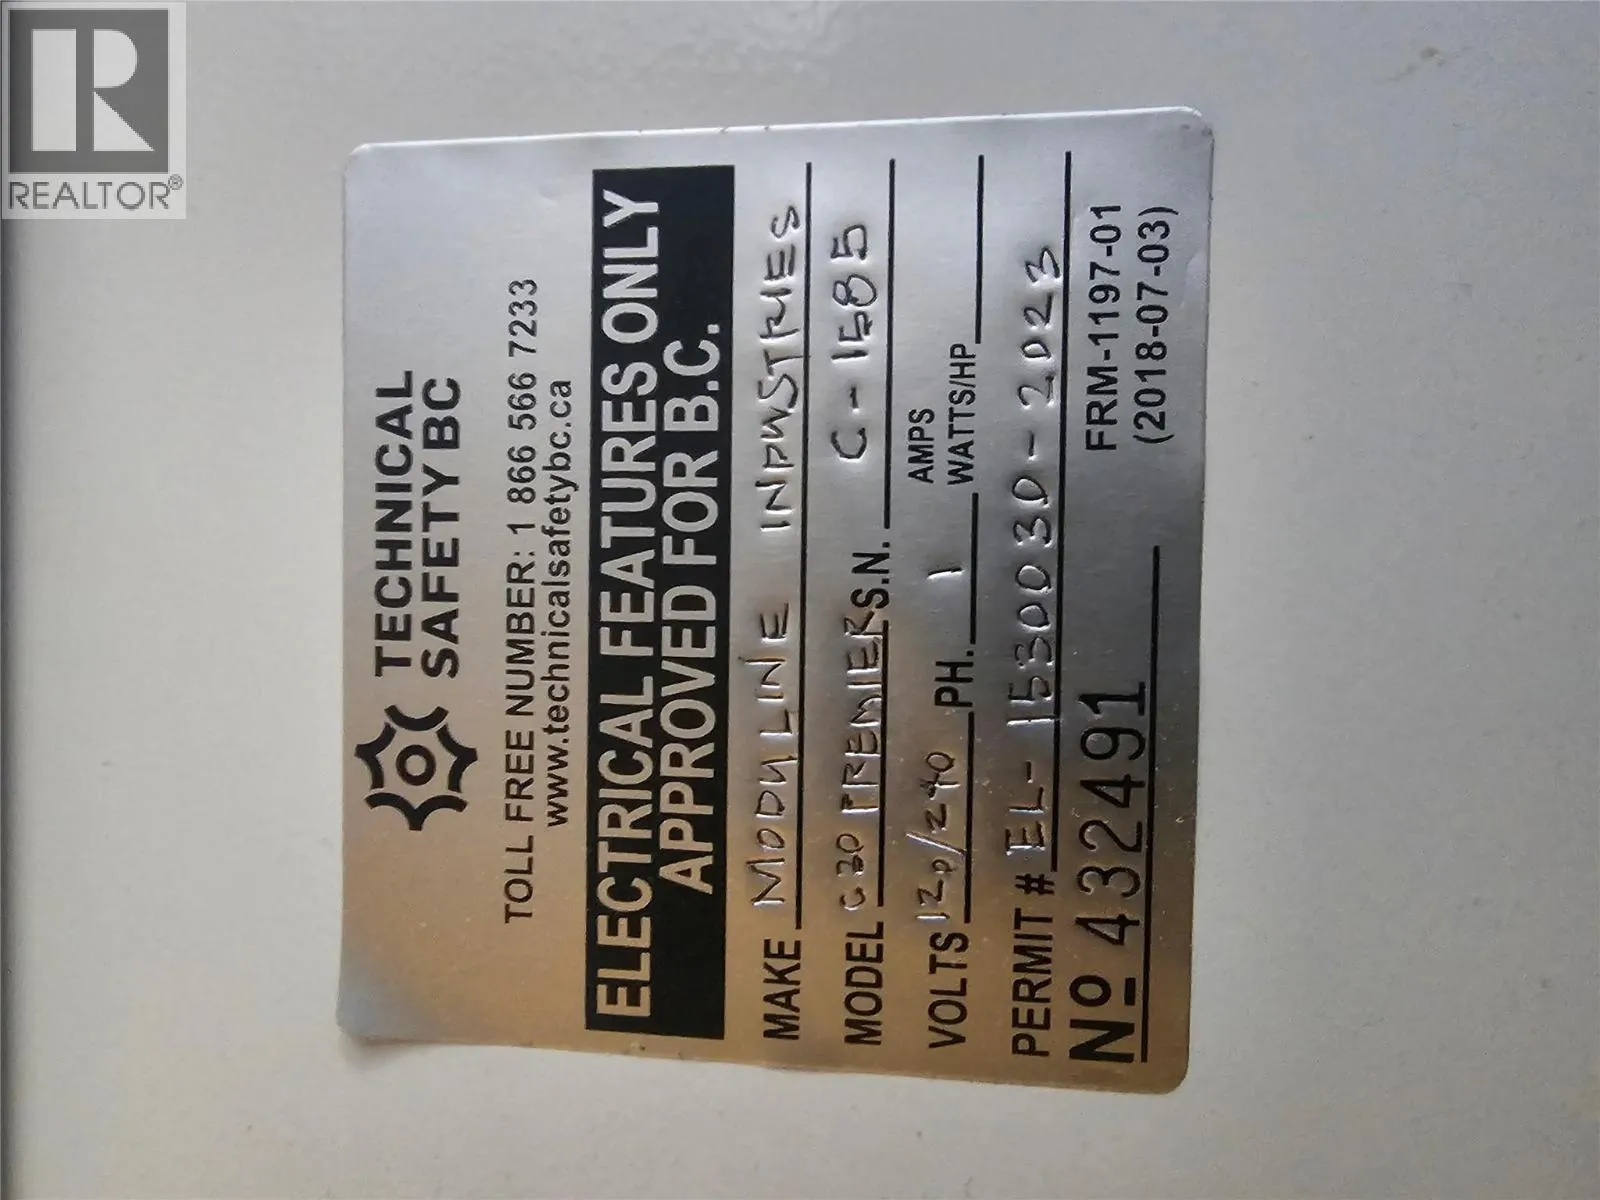 REALTOR®
TECHNICAL
SAFETY BC
TOLL FREE NUMBER: 1 866 566 7233
www.technicalsafetybc.ca
ELECTRICAL FEATURES ONLY
APPROVED FOR B.C.
MAKE MODULINE INDUSTRIES
MODEL C30 PREMIER S.N. C-1585
VOLTS 120/240 PH. 1 AMPS WATTS/HP
PERMIT # EL-1530030-2023
No 432491
FRM-1197-01
(2018-07-03)